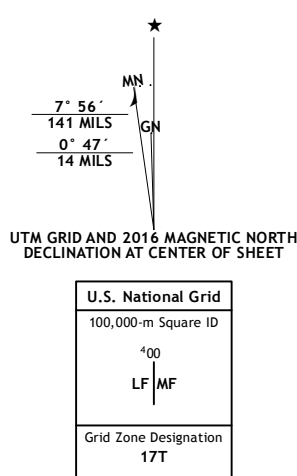 ★
MN
7° 56´
141 MILS
GN
0° 47´
14 MILS
UTM GRID AND 2016 MAGNETIC NORTH
DECLINATION AT CENTER OF SHEET
U.S. National Grid
100,000-m Square ID
⁴00
LF MF
Grid Zone Designation
17T